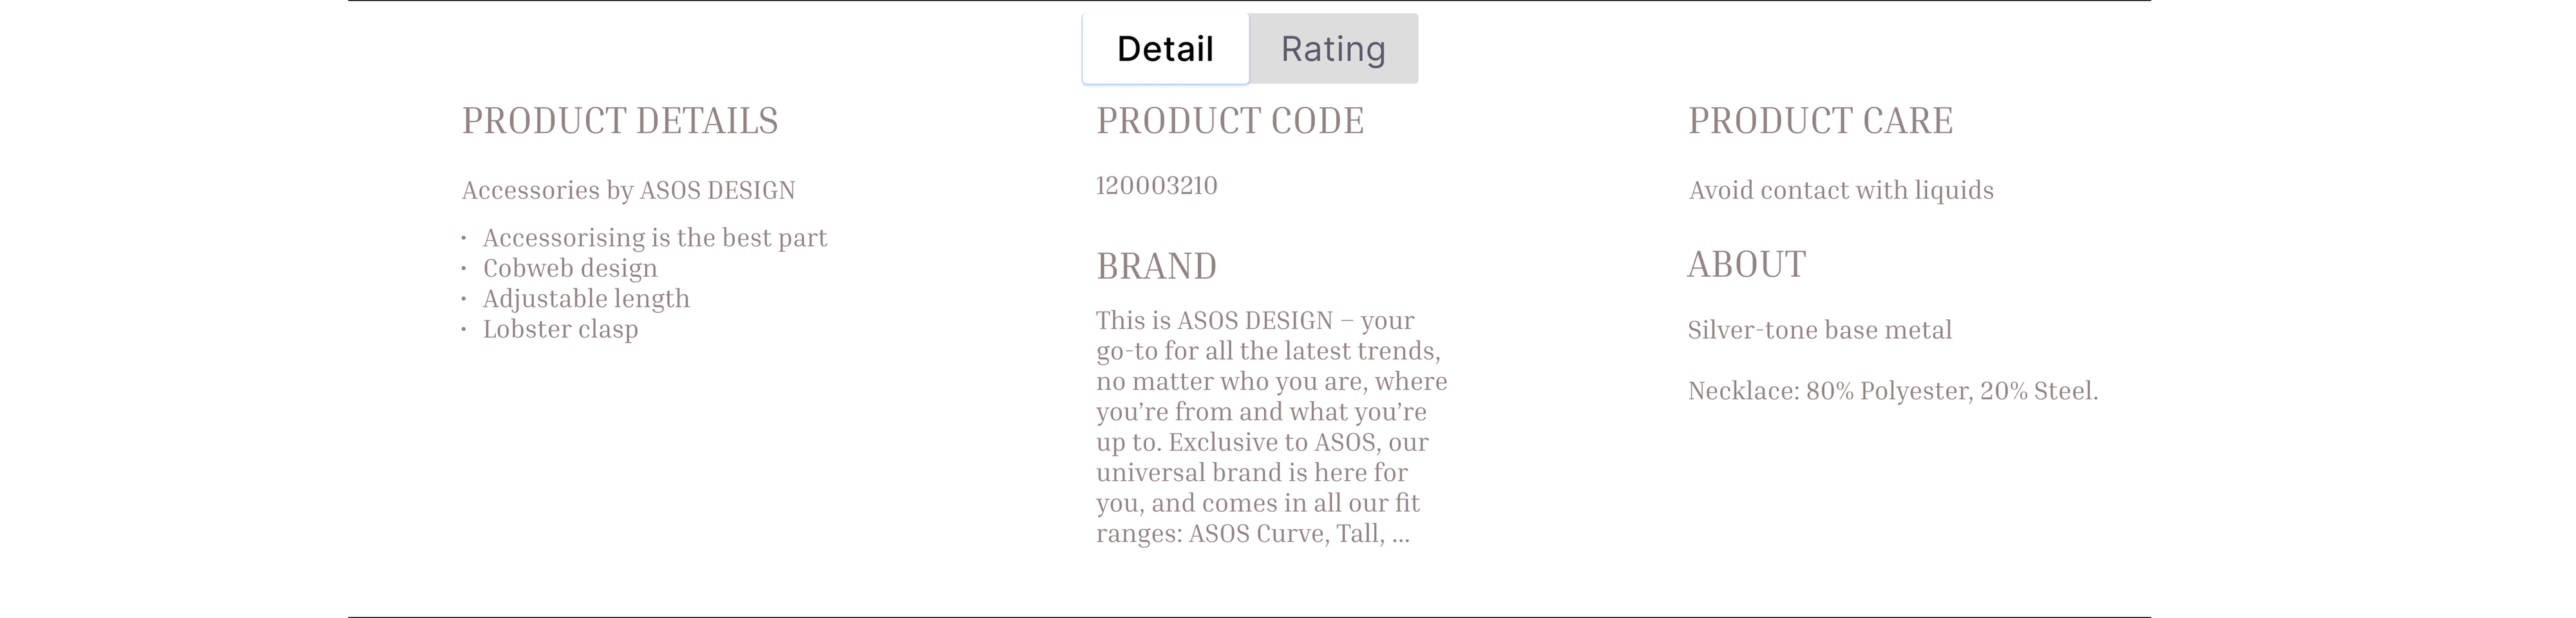 Detail
Rating
PRODUCT DETAILS
Accessories by ASOS DESIGN
· Accessorising is the best part
· Cobweb design
· Adjustable length
· Lobster clasp
PRODUCT CODE
120003210
BRAND
This is ASOS DESIGN – your
go-to for all the latest trends,
no matter who you are, where
you’re from and what you’re
up to. Exclusive to ASOS, our
universal brand is here for
you, and comes in all our fit
ranges: ASOS Curve, Tall, ...
PRODUCT CARE
Avoid contact with liquids
ABOUT
Silver-tone base metal
Necklace: 80% Polyester, 20% Steel.